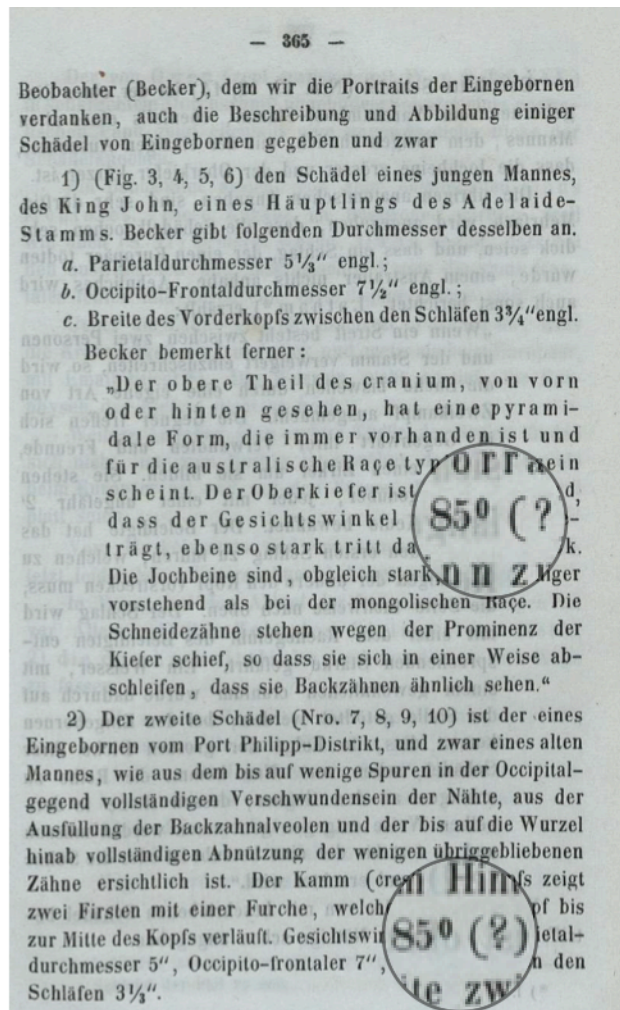 — 365 —
Beobachter (Becker), dem wir die Portraits der Eingebornen
verdanken, auch die Beschreibung und Abbildung einiger
Schädel von Eingebornen gegeben und zwar
1) (Fig. 3, 4, 5, 6) den Schädel eines jungen Mannes,
des King John, eines Häuptlings des Adelaide-
Stamms. Becker gibt folgenden Durchmesser desselben an.
a. Parietaldurchmesser 5⅓“ engl.;
b. Occipito-Frontaldurchmesser 7½“ engl.;
c. Breite des Vorderkopfs zwischen den Schläfen 3¾“ engl.
Becker bemerkt ferner:
„Der obere Theil des cranium, von vorn
oder hinten gesehen, hat eine pyrami-
dale Form, die immer vorhanden ist und
für die australische Raçe typ
scheint. Der Oberkiefer ist
dass der Gesichtswinkel 85⁰ (?
trägt, ebenso stark tritt da
Die Jochbeine sind, obgleich stark,
vorstehend als bei der mongolischen Raçe. Die
Schneidezähne stehen wegen der Prominenz der
Kiefer schief, so dass sie sich in einer Weise ab-
schleifen, dass sie Backzähnen ähnlich sehen.“
2) Der zweite Schädel (Nro. 7, 8, 9, 10) ist der eines
Eingebornen vom Port Philipp-Distrikt, und zwar eines alten
Mannes, wie aus dem bis auf wenige Spuren in der Occipital-
gegend vollständigen Verschwundensein der Nähte, aus der
Ausfüllung der Backzahnalveolen und der bis auf die Wurzel
hinab vollständigen Abnützung der wenigen übriggebliebenen
Zähne ersichtlich ist. Der Kamm zeigt
zwei Firsten mit einer Furche, bis
zur Mitte des Kopfs verläuft. 85⁰ (?) ietal-
durchmesser 5“, Occipito-frontaler 7“, den
Schläfen 3⅓“.